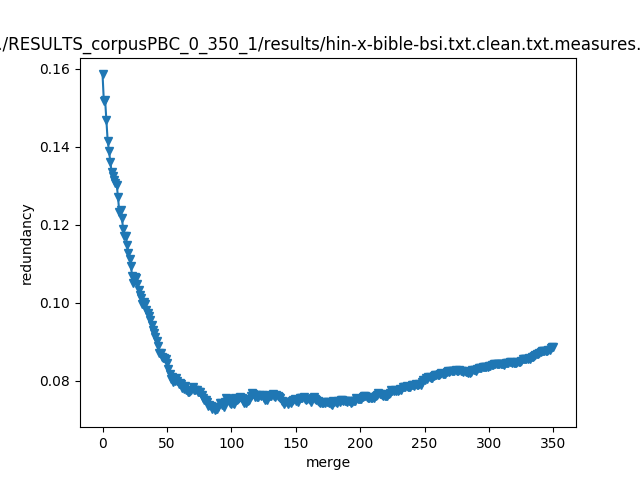 ./RESULTS_corpusPBC_0_350_1/results/hin-x-bible-bsi.txt.clean.txt.measures.
0.16
0.14
0.12
0.10
0.08
redundancy
0 50 100 150 200 250 300 350
merge